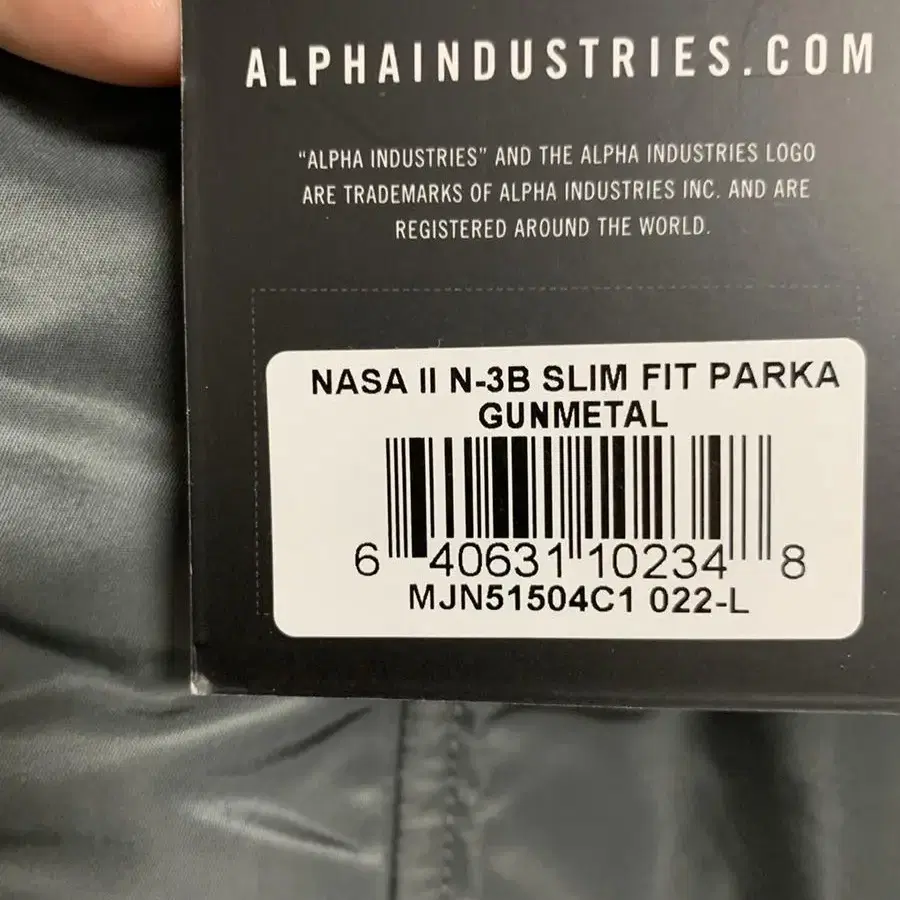 ALPHAINDUSTRIES.COM
“ALPHA INDUSTRIES” AND THE ALPHA INDUSTRIES LOGO
ARE TRADEMARKS OF ALPHA INDUSTRIES INC. AND ARE
REGISTERED AROUND THE WORLD.
NASA II N-3B SLIM FIT PARKA
GUNMETAL
6 40631 10234 8
MJN51504C1 022-L